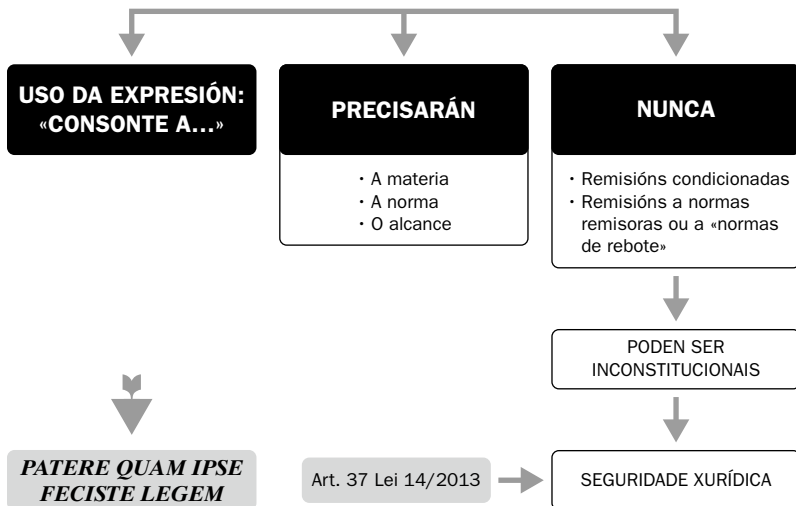 USO DA EXPRESIÓN:
«CONSONTE A...»
PRECISARÁN
· A materia
· A norma
· O alcance
NUNCA
· Remisións condicionadas
· Remisións a normas
remisoras ou a «normas
de rebote»
PODEN SER
INCONSTITUCIONAIS
PATERE QUAM IPSE
FECISTE LEGEM
Art. 37 Lei 14/2013
SEGURIDADE XURÍDICA